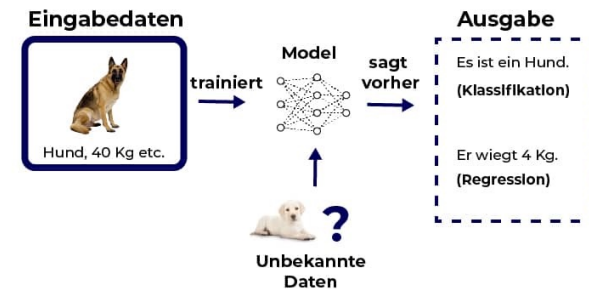 Eingabedaten
Hund, 40 Kg etc.
trainiert
Model
sagt
vorher
Ausgabe
Es ist ein Hund.
(Klassifikation)
Er wiegt 4 Kg.
(Regression)
?
Unbekannte
Daten